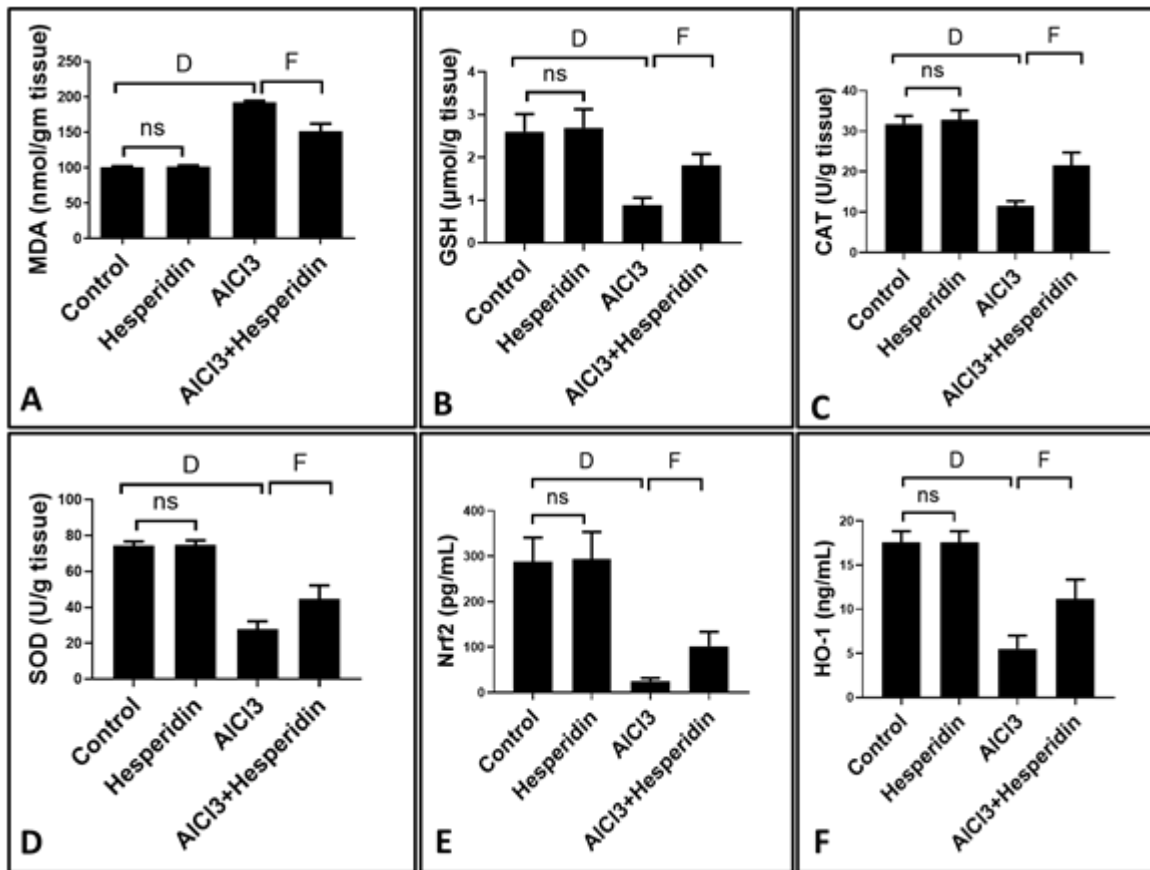 D
F
ns
MDA (nmol/gm tissue)
250
200
150
100
50
0
Control
Hesperidin
AlCl3
AlCl3+Hesperidin
A
D
F
ns
GSH (µmol/g tissue)
4
3
2
1
0
Control
Hesperidin
AlCl3
AlCl3+Hesperidin
B
D
F
ns
CAT (U/g tissue)
40
30
20
10
0
Control
Hesperidin
AlCl3
AlCl3+Hesperidin
C
D
F
ns
SOD (U/g tissue)
100
80
60
40
20
0
Control
Hesperidin
AlCl3
AlCl3+Hesperidin
D
D
F
ns
Nrf2 (pg/mL)
400
300
200
100
0
Control
Hesperidin
AlCl3
AlCl3+Hesperidin
E
D
F
ns
HO-1 (ng/mL)
20
15
10
5
0
Control
Hesperidin
AlCl3
AlCl3+Hesperidin
F